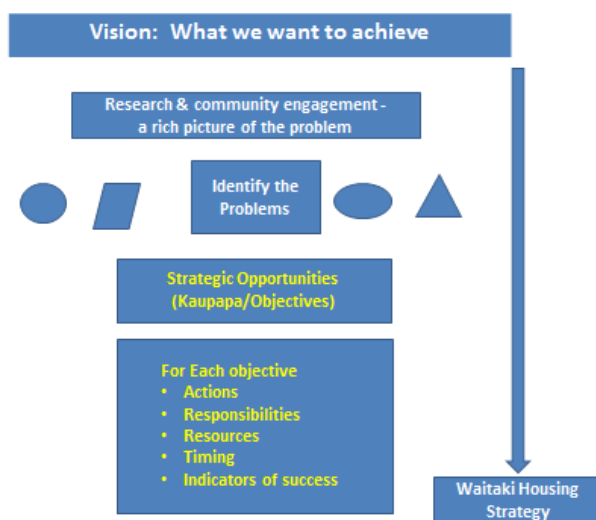 Vision: What we want to achieve
Research & community engagement -
a rich picture of the problem
Identify the
Problems
Strategic Opportunities
(Kaupapa/Objectives)
For Each objective
• Actions
• Responsibilities
• Resources
• Timing
• Indicators of success
Waitaki Housing
Strategy